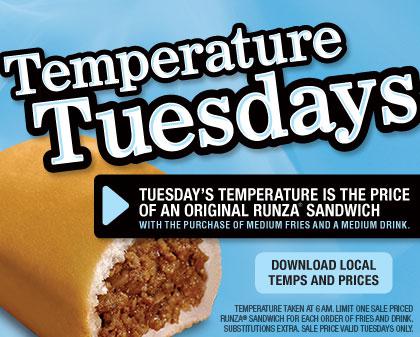 Temperature
Tuesdays
TUESDAY'S TEMPERATURE IS THE PRICE
OF AN ORIGINAL RUNZA® SANDWICH
WITH THE PURCHASE OF MEDIUM FRIES AND A MEDIUM DRINK.
DOWNLOAD LOCAL
TEMPS AND PRICES
TEMPERATURE TAKEN AT 6 AM. LIMIT ONE SALE PRICED
RUNZA® SANDWICH FOR EACH ORDER OF FRIES AND DRINK.
SUBSTITUTIONS EXTRA. SALE PRICE VALID TUESDAYS ONLY.